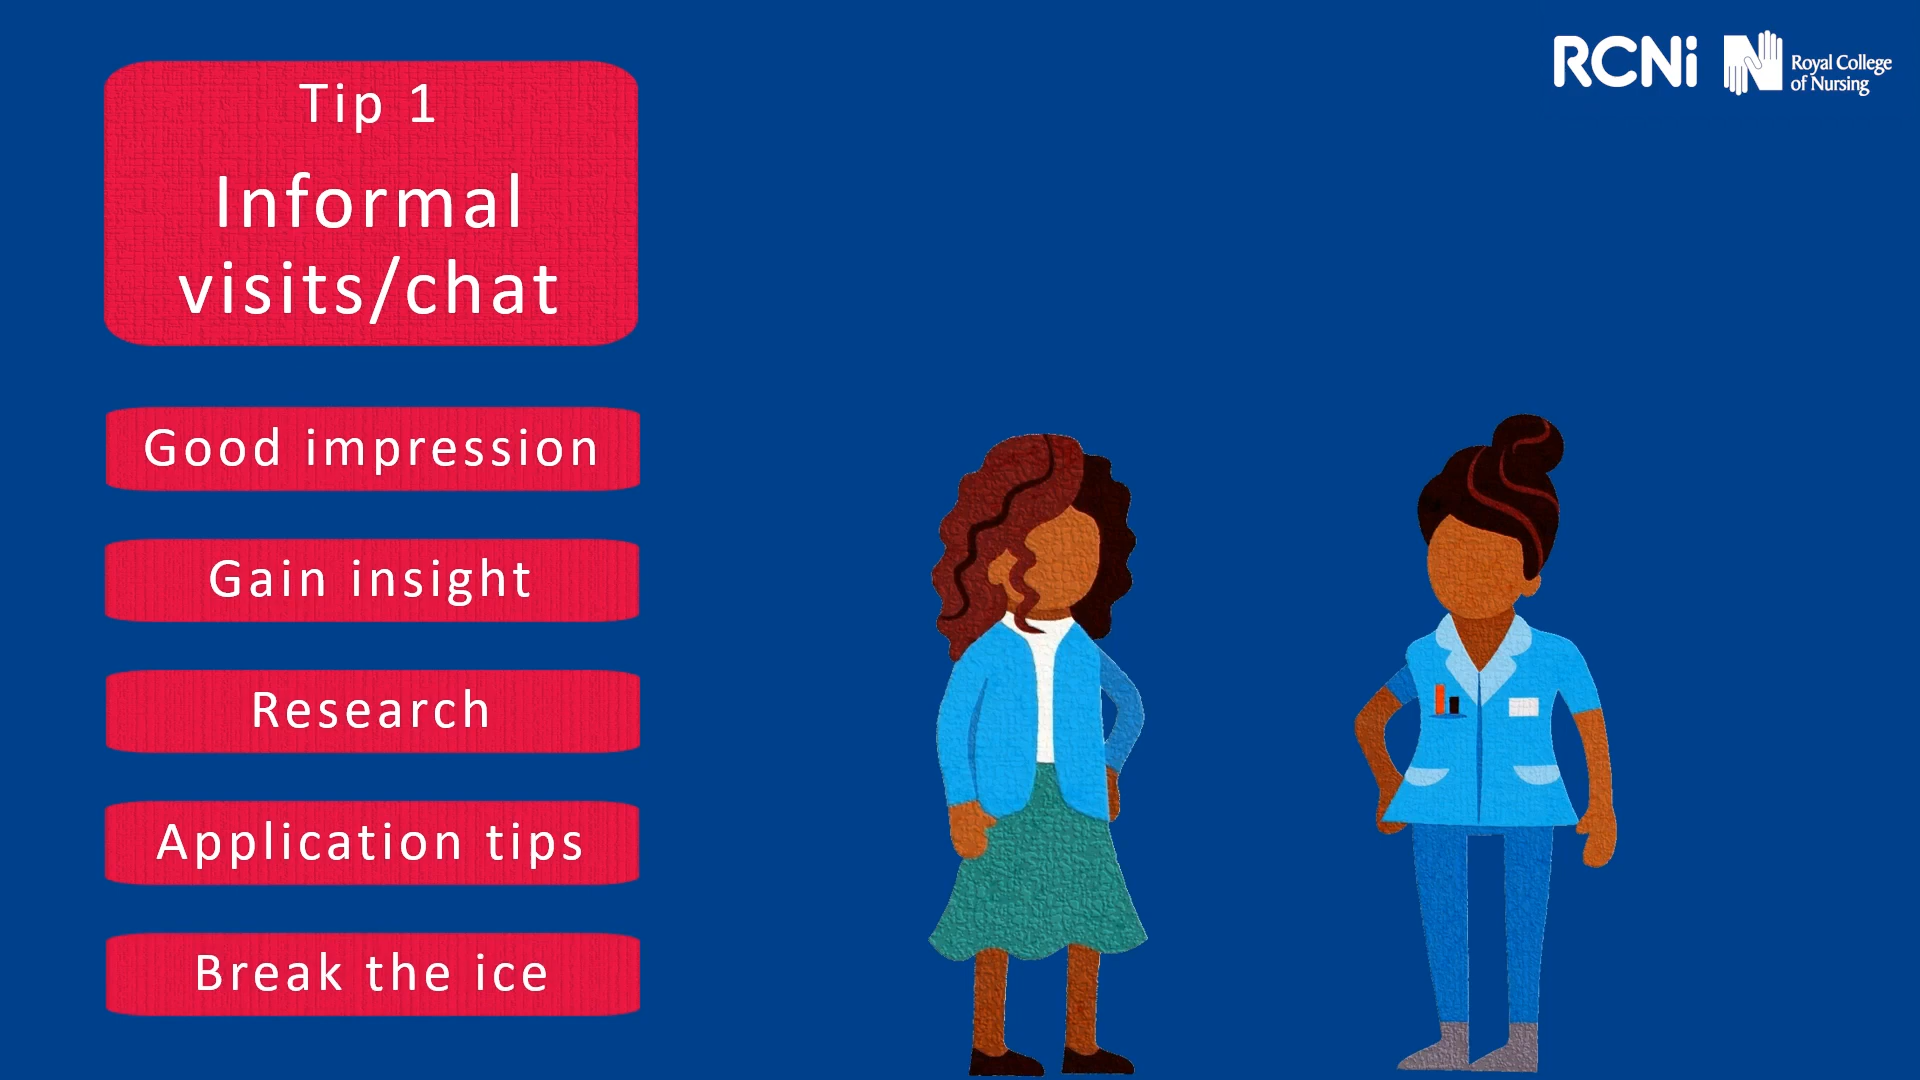 Tip 1
Informal
visits/chat
Good impression
Gain insight
Research
Application tips
Break the ice
RCNi
Royal College
of Nursing